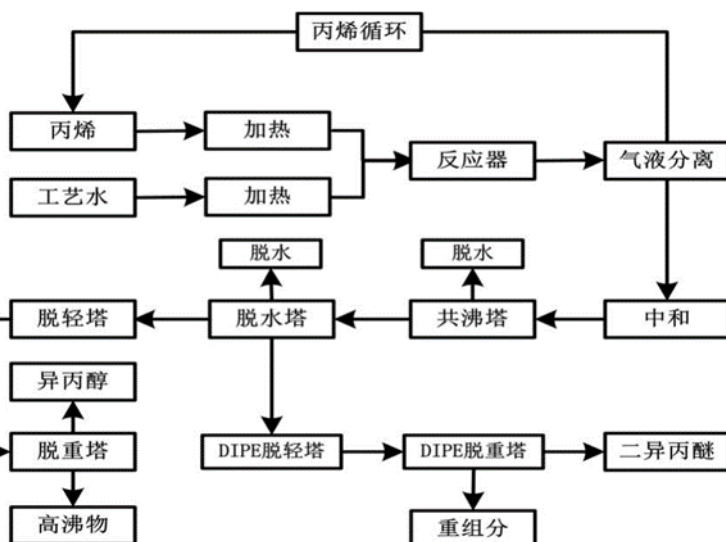 丙烯循环
丙烯
加热
反应器
气液分离
工艺水
加热
脱水
脱水
脱轻塔
脱水塔
共沸塔
中和
异丙醇
脱重塔
DIPE脱轻塔
DIPE脱重塔
二异丙醚
高沸物
重组分